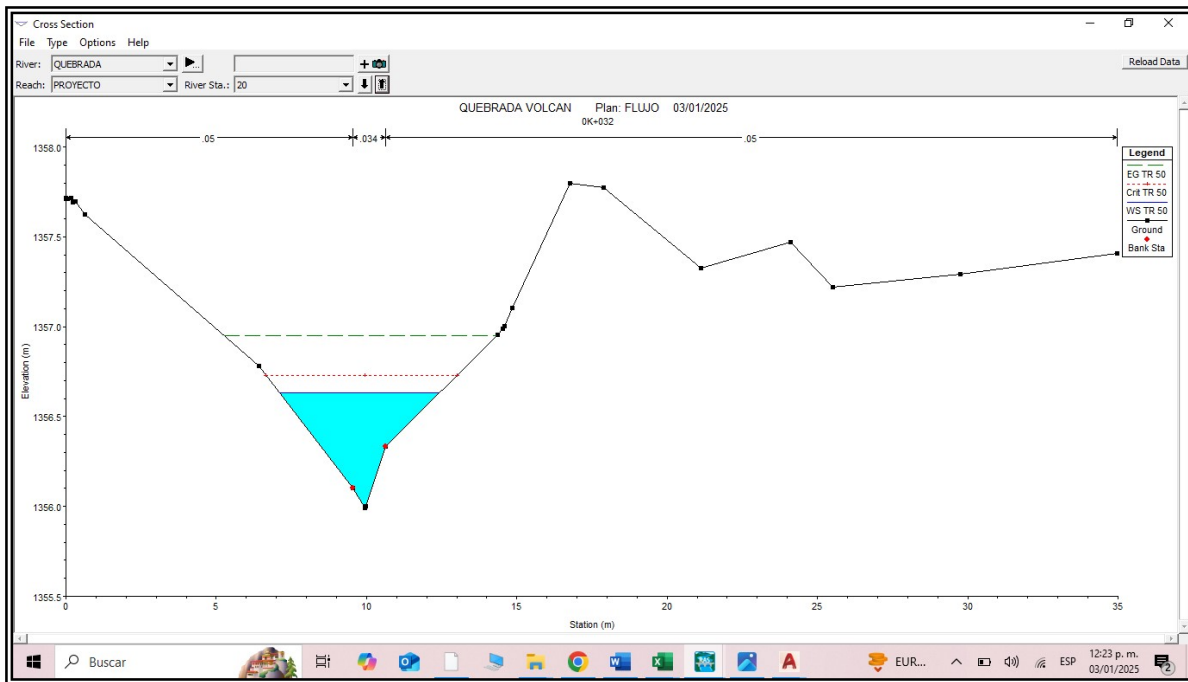 Cross Section
File Type Options Help
River: QUEBRADA
Reload Data
Reach: PROYECTO River Sta.: 20
QUEBRADA VOLCAN Plan: FLUJO 03/01/2025
0K+032
.05 .034 .05
Legend
EG TR 50
Crit TR 50
WS TR 50
Ground
Bank Sta
Elevation (m)
1358.0
1357.5
1357.0
1356.5
1356.0
1355.5
0 5 10 15 20 25 30 35
Station (m)
Buscar
EUR...
ESP
12:23 p. m.
03/01/2025
2